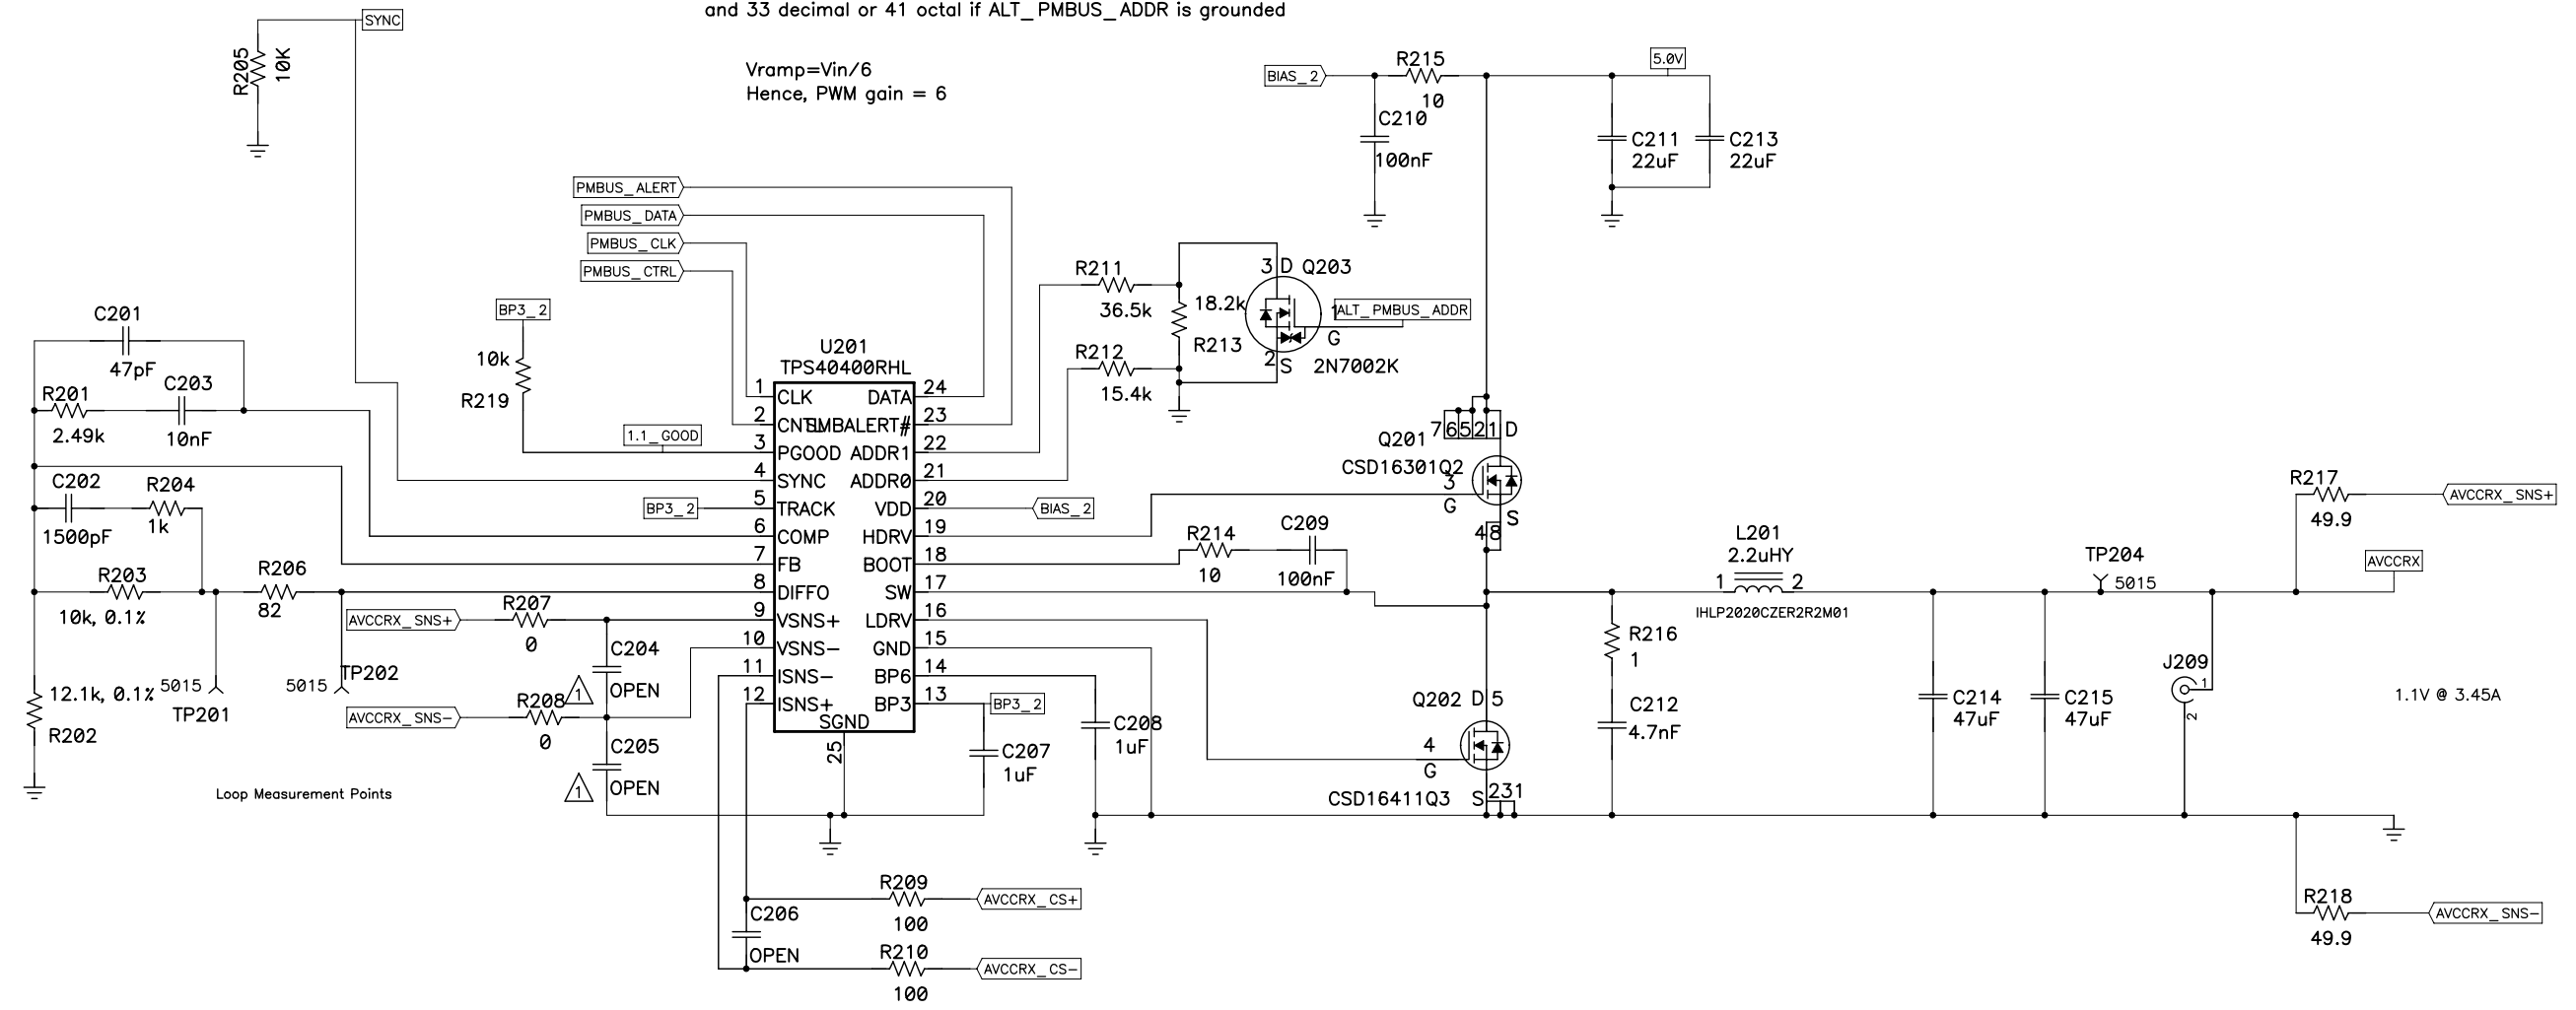 and 33 decimal or 41 octal if ALT_PMBUS_ADDR is grounded
SYNC
R205
10K
Vramp=Vin/6
Hence, PWM gain = 6
BIAS_2
R215
10
5.0V
C210
100nF
C211
22uF
C213
22uF
PMBUS_ALERT
PMBUS_DATA
PMBUS_CLK
PMBUS_CTRL
BP3_2
10k
R219
1.1_GOOD
R211
36.5k
18.2k
R213
R212
15.4k
3 D Q203
1
ALT_PMBUS_ADDR
G
2 S
2N7002K
C201
47pF
R201
2.49k
C203
10nF
C202
1500pF
R204
1k
R203
10k, 0.1%
R206
82
12.1k, 0.1%
R202
5015
TP201
5015
TP202
Loop Measurement Points
U201
TPS40400RHL
1 CLK
2 CNTL
3 PGOOD
4 SYNC
5 TRACK
6 COMP
7 FB
8 DIFFO
9 VSNS+
10 VSNS-
11 ISNS-
12 ISNS+
DATA 24
SMBALERT# 23
ADDR1 22
ADDR0 21
VDD 20
HDRV 19
BOOT 18
SW 17
LDRV 16
GND 15
BP6 14
BP3 13
SGND
25
BP3_2
BIAS_2
BP3_2
AVCCRX_SNS+
R207
0
C204
OPEN
1
AVCCRX_SNS-
R208
0
C205
OPEN
1
C207
1uF
C208
1uF
C206
OPEN
R209
100
AVCCRX_CS+
R210
100
AVCCRX_CS-
R214
10
C209
100nF
Q201
76521 D
CSD16301Q2
3
G
S
48
Q202 D 5
4
G
CSD16411Q3
S 231
R216
1
C212
4.7nF
L201
2.2uHY
1
2
IHLP2020CZER2R2M01
TP204
5015
C214
47uF
C215
47uF
J209
1
2
R217
49.9
AVCCRX_SNS+
AVCCRX
1.1V @ 3.45A
R218
49.9
AVCCRX_SNS-